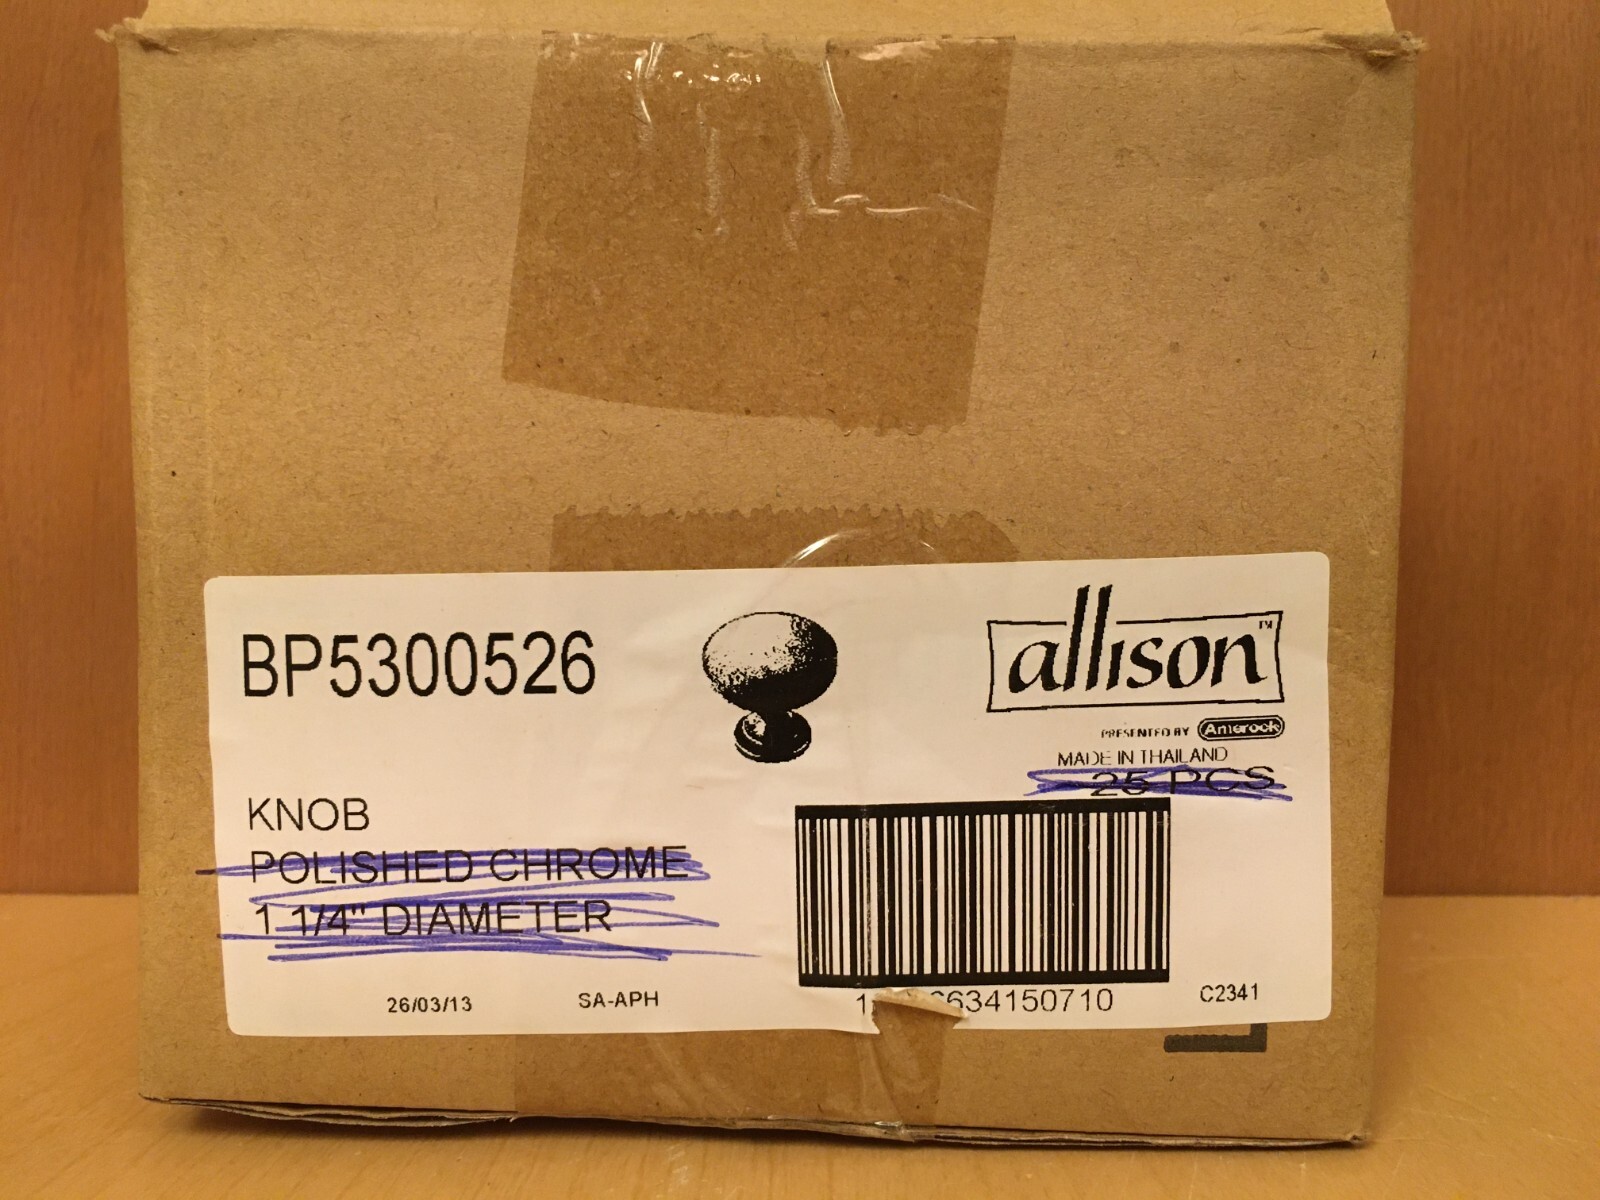 BP5300526
allison™
PRESENTED BY Amerock
MADE IN THAILAND
25 PCS
KNOB
POLISHED CHROME
1 1/4" DIAMETER
26/03/13
SA-APH
634150710
C2341